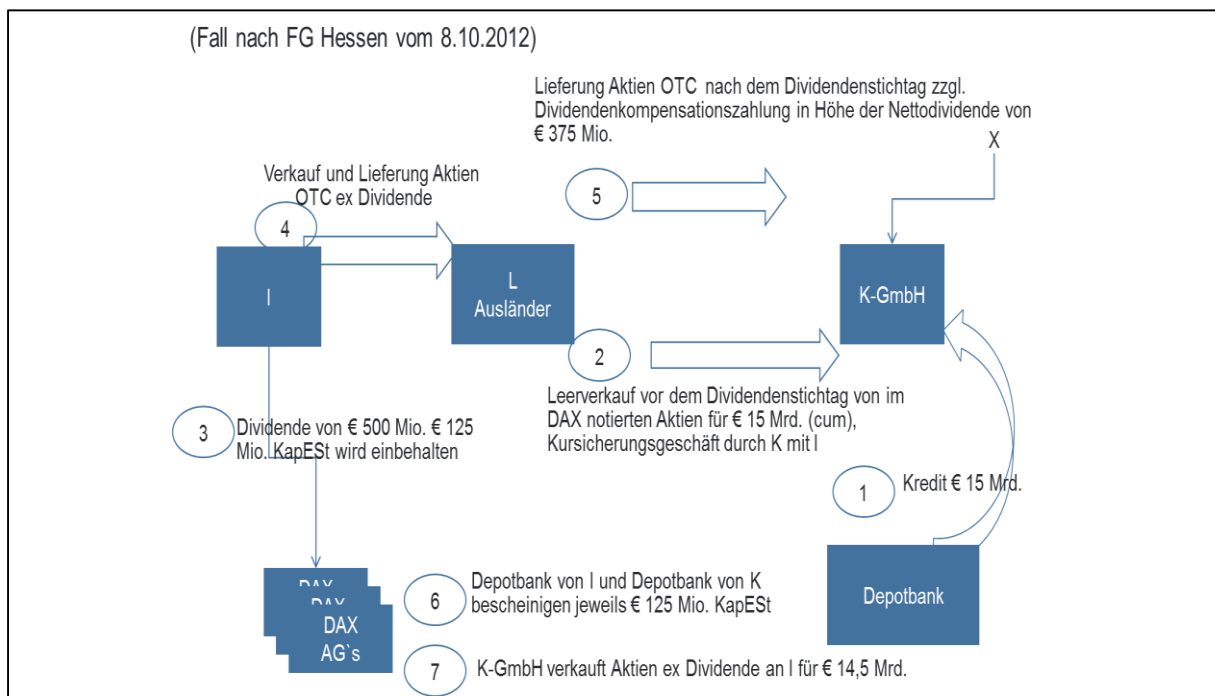 (Fall nach FG Hessen vom 8.10.2012)
Lieferung Aktien OTC nach dem Dividendenstichtag zzgl.
Dividendenkompensationszahlung in Höhe der Nettodividende von
€ 375 Mio.
X
Verkauf und Lieferung Aktien
OTC ex Dividende
5
4
I
L
Ausländer
K-GmbH
2
Leerverkauf vor dem Dividendenstichtag von im
DAX notierten Aktien für € 15 Mrd. (cum),
Kursicherungsgeschäft durch K mit I
3
Dividende von € 500 Mio. € 125
Mio. KapESt wird einbehalten
1
Kredit € 15 Mrd.
DAX
DAX
DAX
AG`s
6
Depotbank von I und Depotbank von K
bescheinigen jeweils € 125 Mio. KapESt
Depotbank
7
K-GmbH verkauft Aktien ex Dividende an I für € 14,5 Mrd.